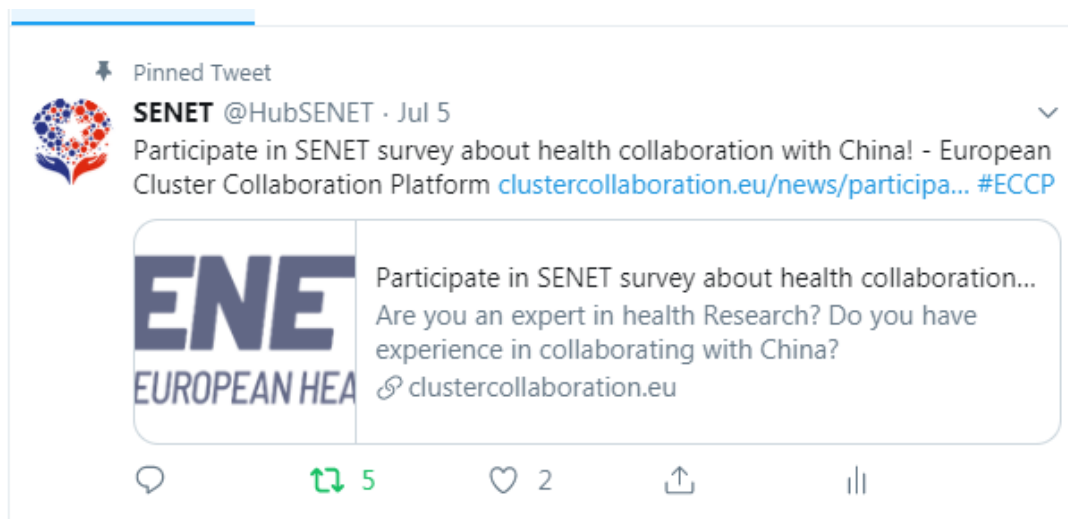 Pinned Tweet
SENET @HubSENET · Jul 5
Participate in SENET survey about health collaboration with China! - European
Cluster Collaboration Platform clustercollaboration.eu/news/participa... #ECCP
ENE
EUROPEAN HEA
Participate in SENET survey about health collaboration...
Are you an expert in health Research? Do you have
experience in collaborating with China?
clustercollaboration.eu
5 2